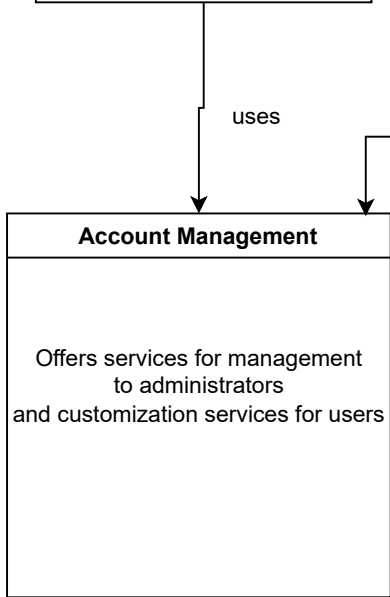 uses
Account Management
Offers services for management
to administrators
and customization services for users